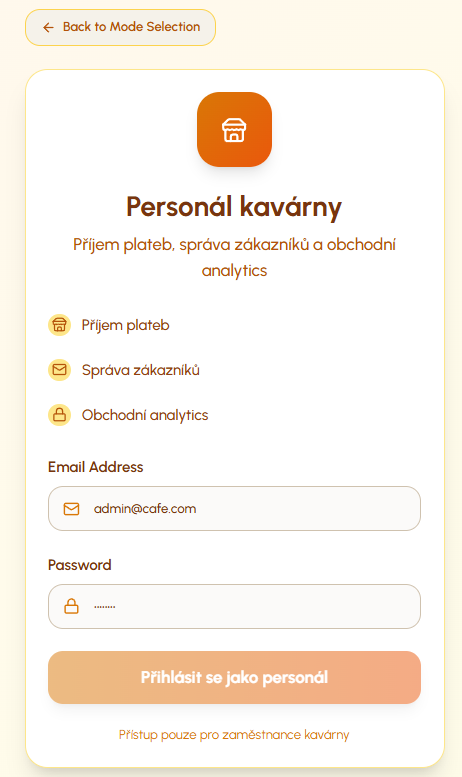 Back to Mode Selection
Personál kavárny
Příjem plateb, správa zákazníků a obchodní
analytics
Příjem plateb
Správa zákazníků
Obchodní analytics
Email Address
admin@cafe.com
Password
········
Přihlásit se jako personál
Přístup pouze pro zaměstnance kavárny